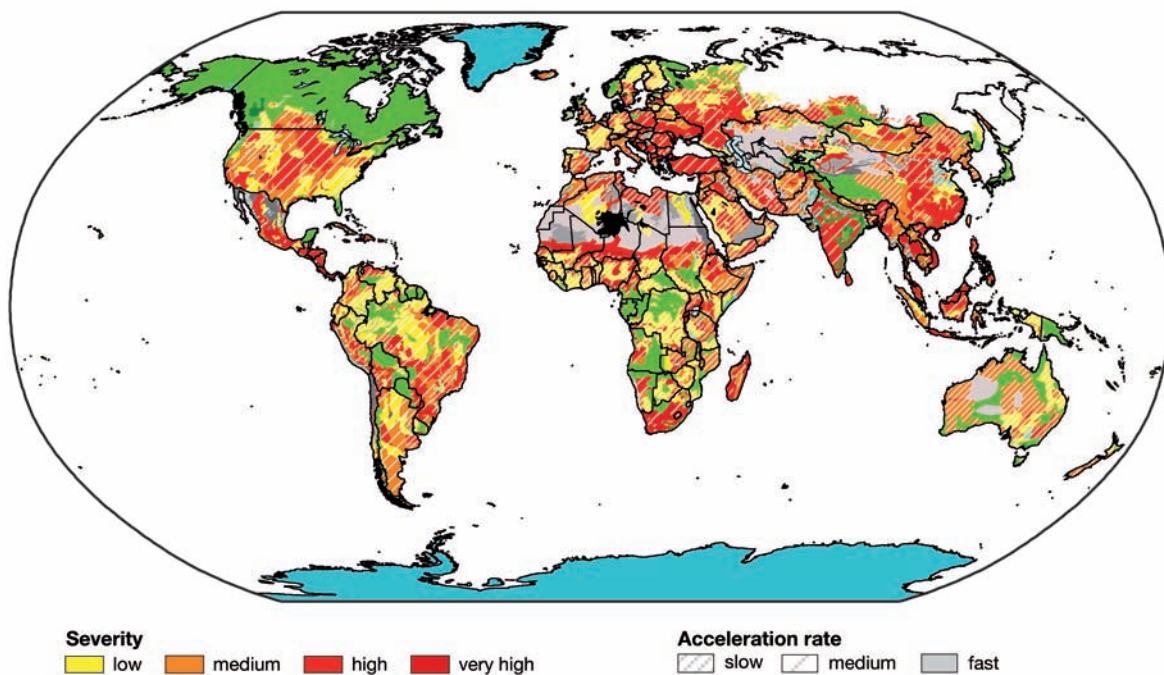 Severity
low medium high very high
Acceleration rate
slow medium fast